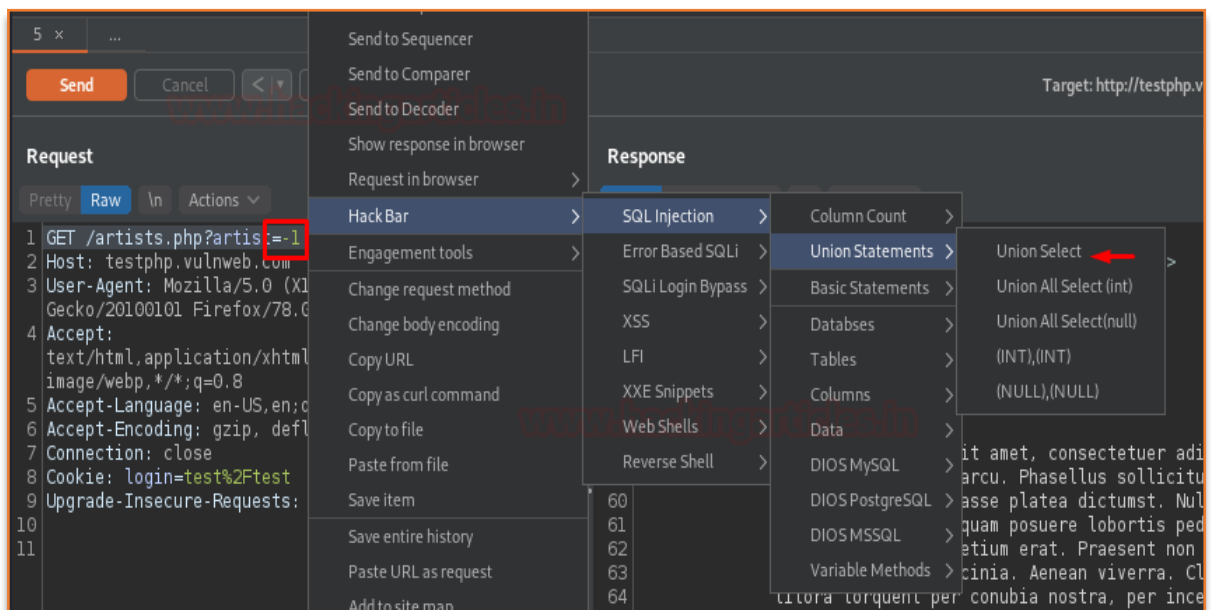 5 × ...
Send Cancel < ▾
Target: http://testphp.v
Request
Pretty Raw \n Actions
1 GET /artists.php?artist=-1
2 Host: testphp.vulnweb.com
3 User-Agent: Mozilla/5.0 (X1
Gecko/20100101 Firefox/78.0
4 Accept:
text/html,application/xhtml
image/webp,*/*;q=0.8
5 Accept-Language: en-US,en;q
6 Accept-Encoding: gzip, defl
7 Connection: close
8 Cookie: login=test%2Ftest
9 Upgrade-Insecure-Requests:
10
11
Send to Sequencer
Send to Comparer
Send to Decoder
Show response in browser
Request in browser >
Hack Bar >
Engagement tools >
Change request method
Change body encoding
Copy URL
Copy as curl command
Copy to file
Paste from file
Save item
Save entire history
Paste URL as request
Add to site map
Response
SQL Injection >
Error Based SQLi >
SQLi Login Bypass >
XSS >
LFI >
XXE Snippets >
Web Shells >
Reverse Shell >
Column Count >
Union Statements >
Basic Statements >
Databses >
Tables >
Columns >
Data >
DIOS MySQL >
DIOS PostgreSQL >
DIOS MSSQL >
Variable Methods >
Union Select
Union All Select (int)
Union All Select(null)
(INT),(INT)
(NULL),(NULL)
>
it amet, consectetuer adi
arcu. Phasellus sollicitu
60 asse platea dictumst. Nul
61 quam posuere lobortis ped
62 etium erat. Praesent non
63 cinia. Aenean viverra. Cl
64 litora torquent per conubia nostra, per ince